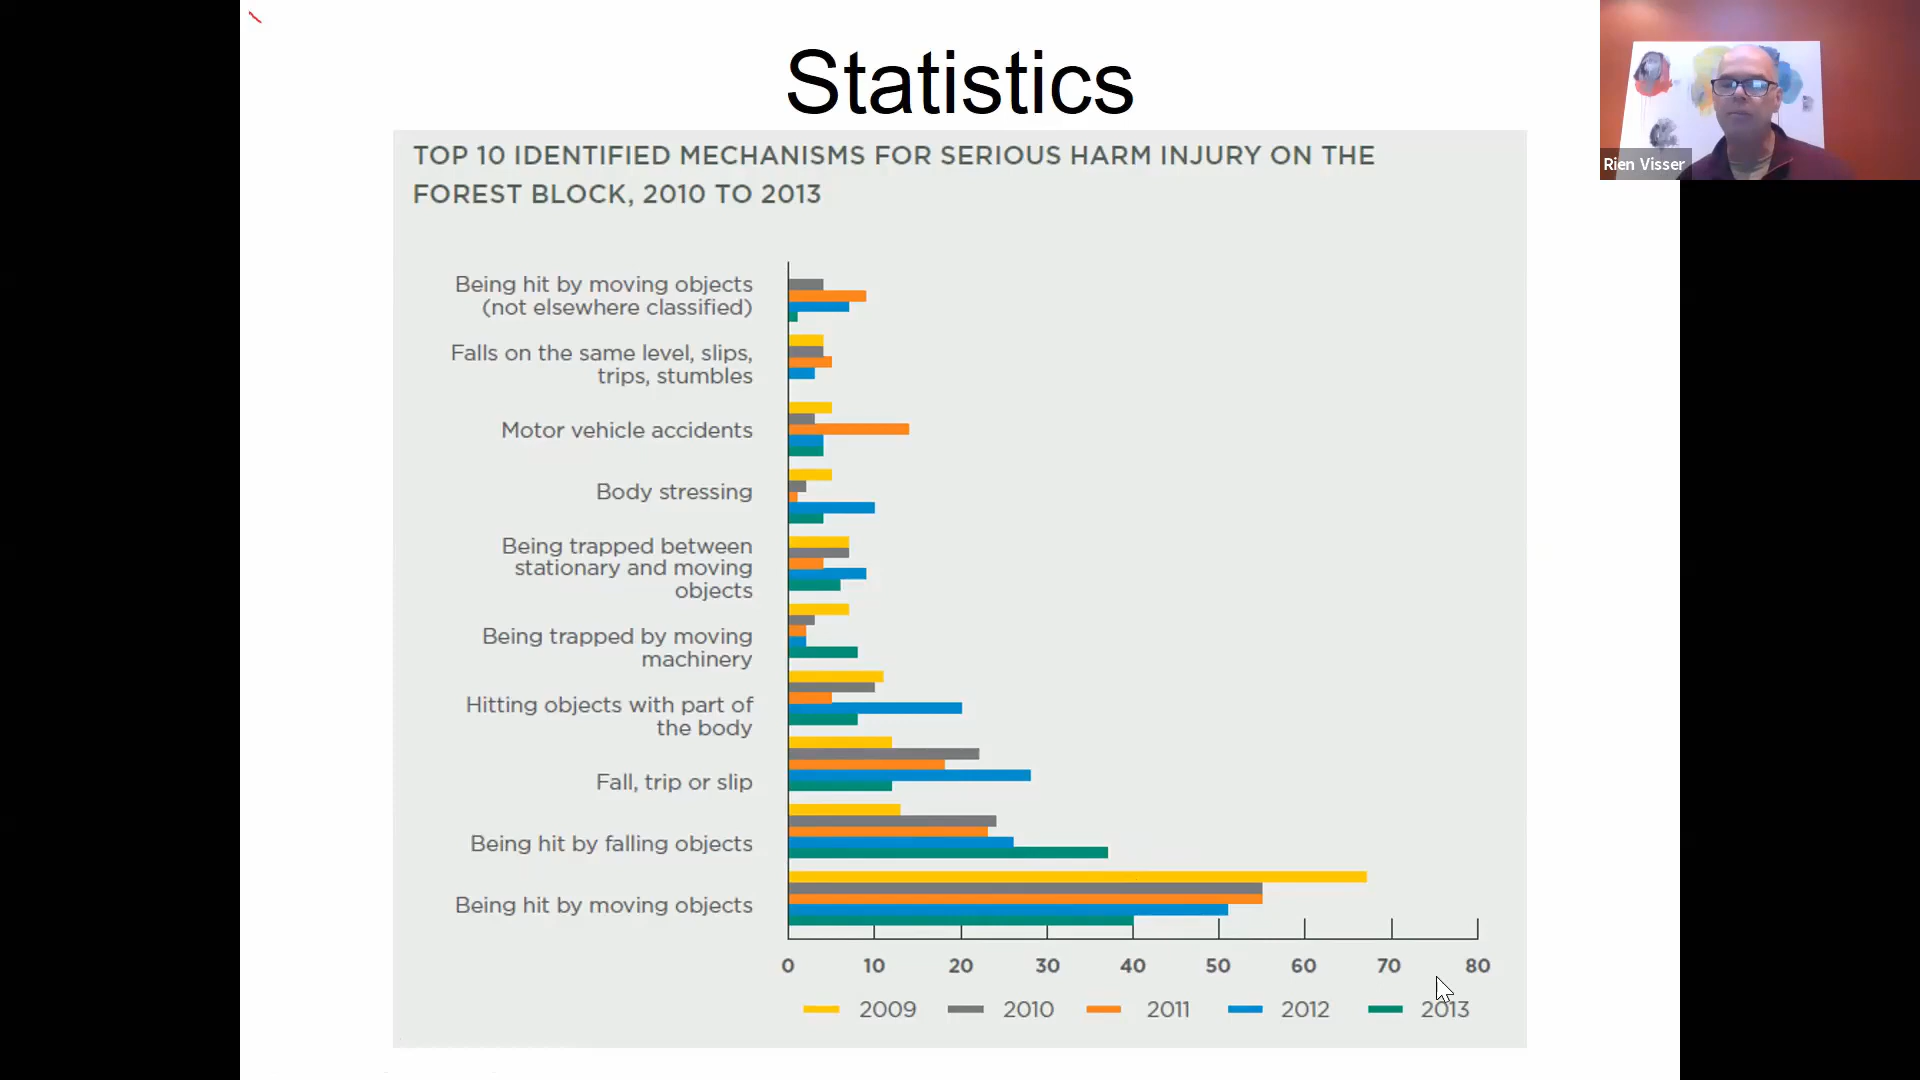 Statistics
Rien Visser
TOP 10 IDENTIFIED MECHANISMS FOR SERIOUS HARM INJURY ON THE
FOREST BLOCK, 2010 TO 2013
Being hit by moving objects
(not elsewhere classified)
Falls on the same level, slips,
trips, stumbles
Motor vehicle accidents
Body stressing
Being trapped between
stationary and moving
objects
Being trapped by moving
machinery
Hitting objects with part of
the body
Fall, trip or slip
Being hit by falling objects
Being hit by moving objects
0 10 20 30 40 50 60 70 80
2009 2010 2011 2012 2013